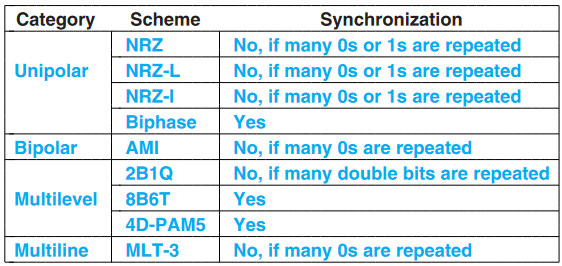 Category Scheme Synchronization
NRZ No, if many 0s or 1s are repeated
Unipolar NRZ-L No, if many 0s or 1s are repeated
NRZ-I No, if many 0s or 1s are repeated
Biphase Yes
Bipolar AMI No, if many 0s are repeated
2B1Q No, if many double bits are repeated
Multilevel 8B6T Yes
4D-PAM5 Yes
Multiline MLT-3 No, if many 0s are repeated